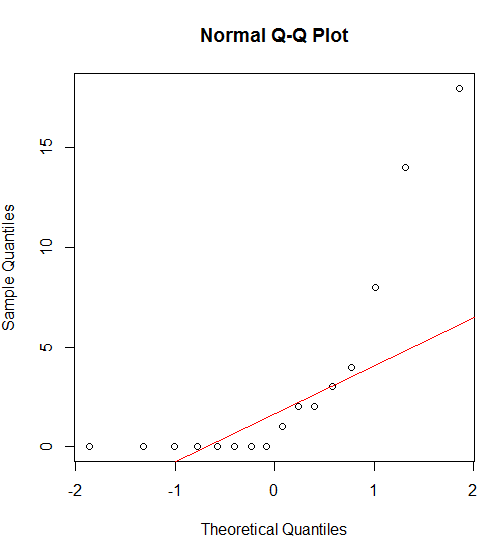 Normal Q-Q Plot
Sample Quantiles
15
10
5
0
-2 -1 0 1 2
Theoretical Quantiles